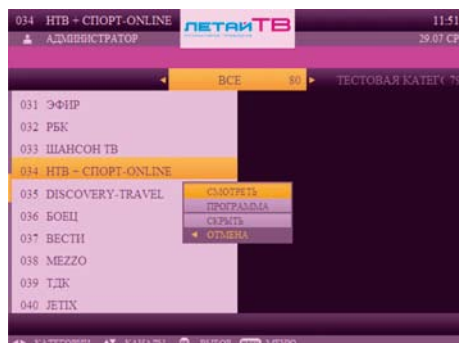 034 НТВ + СПОРТ-ONLINE
ЛЕТАЙТВ
11:51
АДМИНИСТРАТОР
29.07 СР
ВСЕ 80
ТЕСТОВАЯ КАТЕГ 79
031 ЭФИР
032 РБК
033 ШАНСОН ТВ
034 НТВ + СПОРТ-ONLINE
035 DISCOVERY-TRAVEL
036 БОЕЦ
037 ВЕСТИ
038 MEZZO
039 ТДК
040 JETIX
СМОТРЕТЬ
ПРОГРАММА
СКРЫТЬ
ОТМЕНА
КАТЕГОРИИ КАНАЛЫ ВЫБОР МЕНЮ